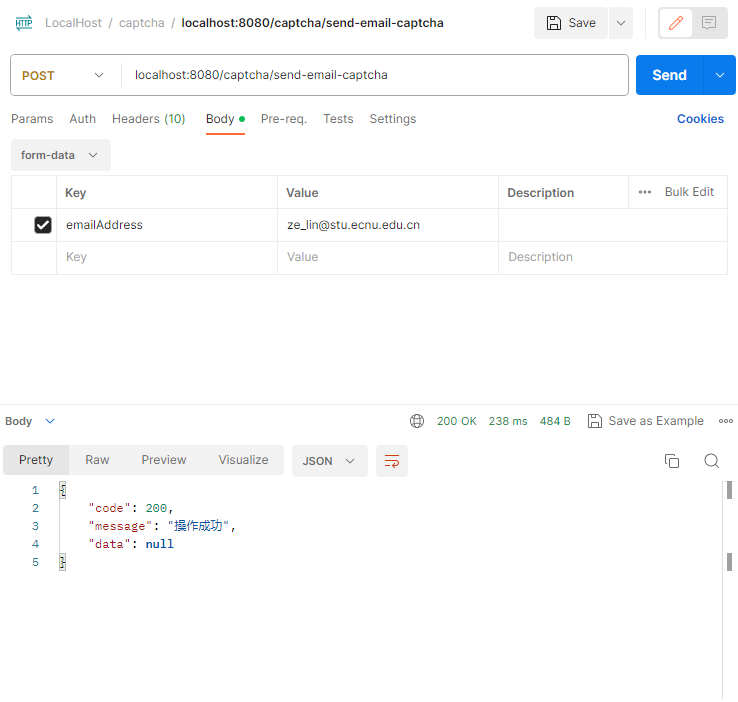 HTTP LocalHost / captcha / localhost:8080/captcha/send-email-captcha Save
POST localhost:8080/captcha/send-email-captcha Send
Params Auth Headers (10) Body Pre-req. Tests Settings Cookies
form-data
Key Value Description ••• Bulk Edit
emailAddress ze_lin@stu.ecnu.edu.cn
Key Value Description
Body 200 OK 238 ms 484 B Save as Example
Pretty Raw Preview Visualize JSON
1 {
2 "code": 200,
3 "message": "操作成功",
4 "data": null
5 }